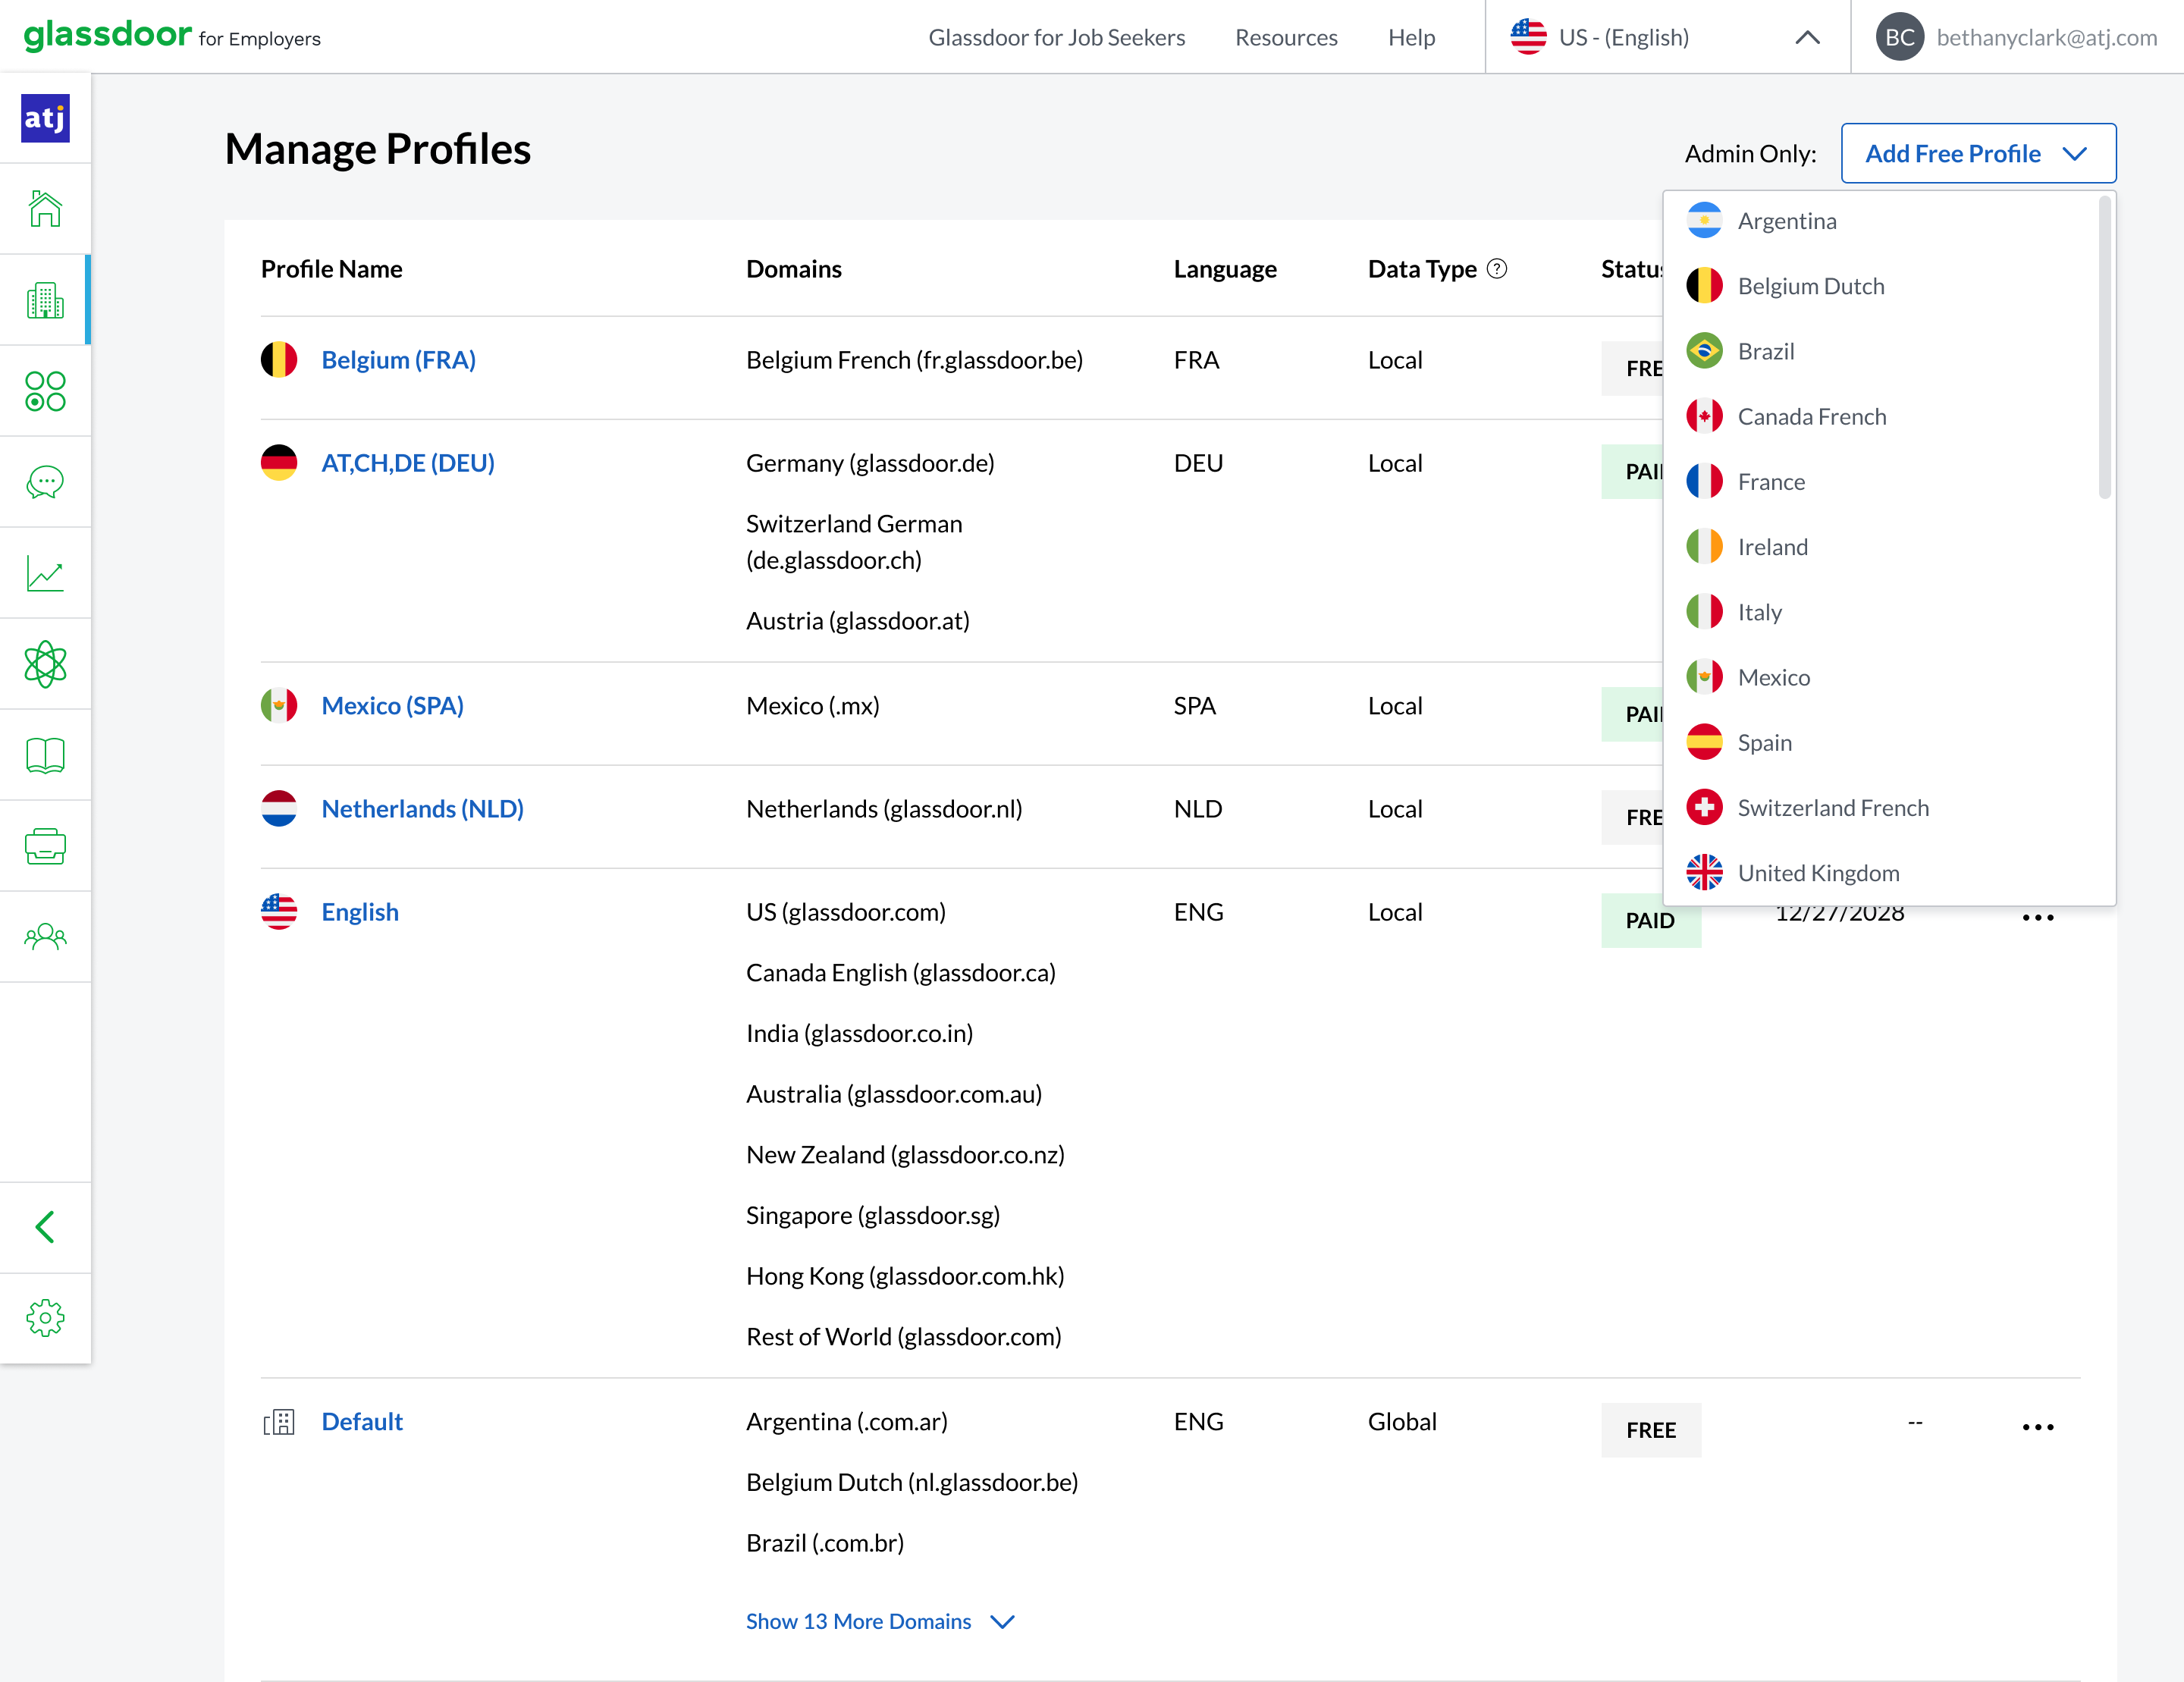 glassdoor for Employers
Glassdoor for Job Seekers
Resources
Help
US - (English)
BC
bethanyclark@atj.com
atj
Manage Profiles
Admin Only:
Add Free Profile
Argentina
Belgium Dutch
Brazil
Canada French
France
Ireland
Italy
Mexico
Spain
Switzerland French
United Kingdom
Profile Name
Domains
Language
Data Type ?
Belgium (FRA)
Belgium French (fr.glassdoor.be)
FRA
Local
AT,CH,DE (DEU)
Germany (glassdoor.de)
DEU
Local
Switzerland German
(de.glassdoor.ch)
Austria (glassdoor.at)
Mexico (SPA)
Mexico (.mx)
SPA
Local
Netherlands (NLD)
Netherlands (glassdoor.nl)
NLD
Local
English
US (glassdoor.com)
ENG
Local
PAID
12/27/2028
Canada English (glassdoor.ca)
India (glassdoor.co.in)
Australia (glassdoor.com.au)
New Zealand (glassdoor.co.nz)
Singapore (glassdoor.sg)
Hong Kong (glassdoor.com.hk)
Rest of World (glassdoor.com)
Default
Argentina (.com.ar)
ENG
Global
FREE
--
Belgium Dutch (nl.glassdoor.be)
Brazil (.com.br)
Show 13 More Domains